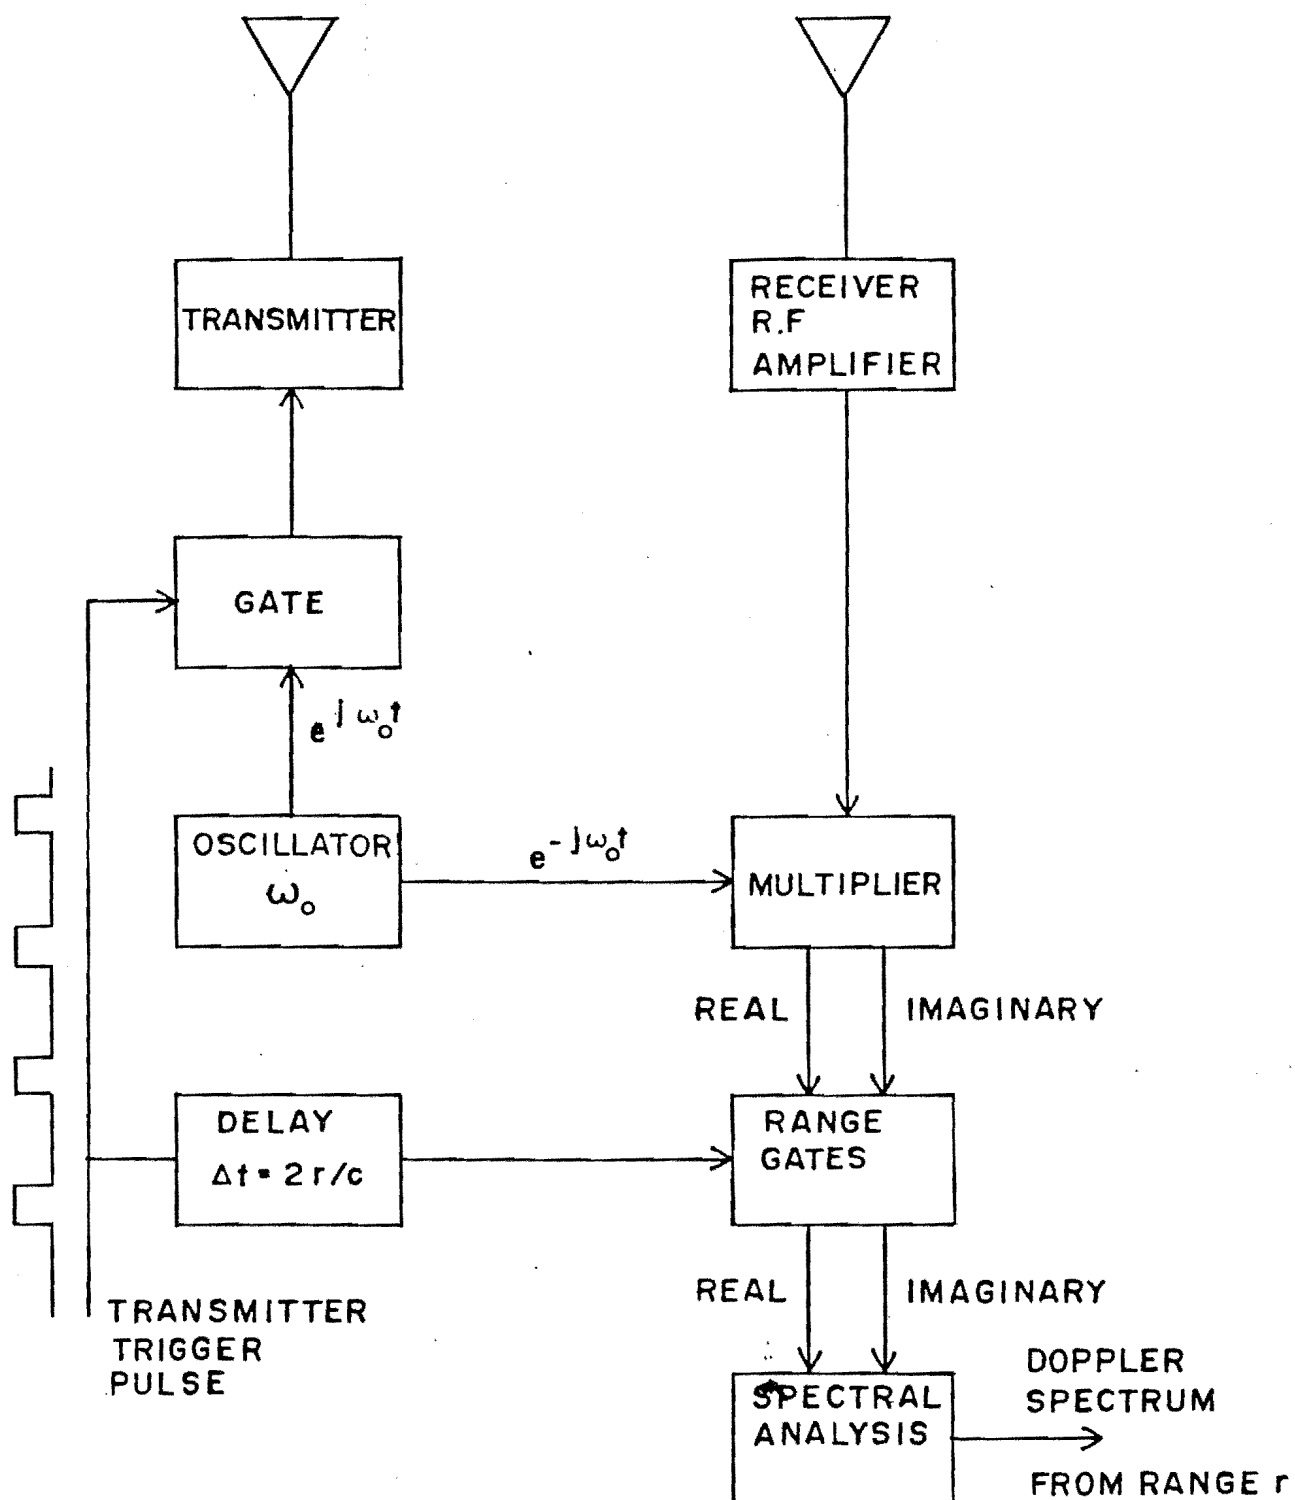 TRANSMITTER
RECEIVER
R.F
AMPLIFIER
GATE
e^{jω₀t}
OSCILLATOR
ω₀
e^{-jω₀t}
MULTIPLIER
REAL
IMAGINARY
DELAY
Δt = 2r/c
RANGE
GATES
REAL
IMAGINARY
TRANSMITTER
TRIGGER
PULSE
SPECTRAL
ANALYSIS
DOPPLER
SPECTRUM
FROM RANGE r